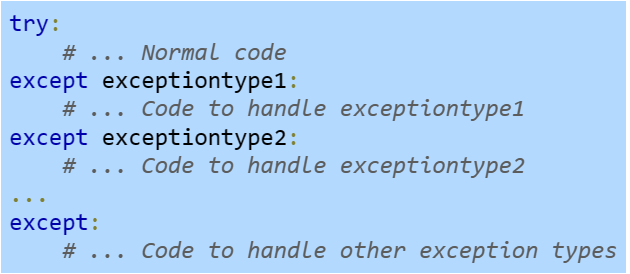 try:
    # ... Normal code
except exceptiontype1:
    # ... Code to handle exceptiontype1
except exceptiontype2:
    # ... Code to handle exceptiontype2
...
except:
    # ... Code to handle other exception types